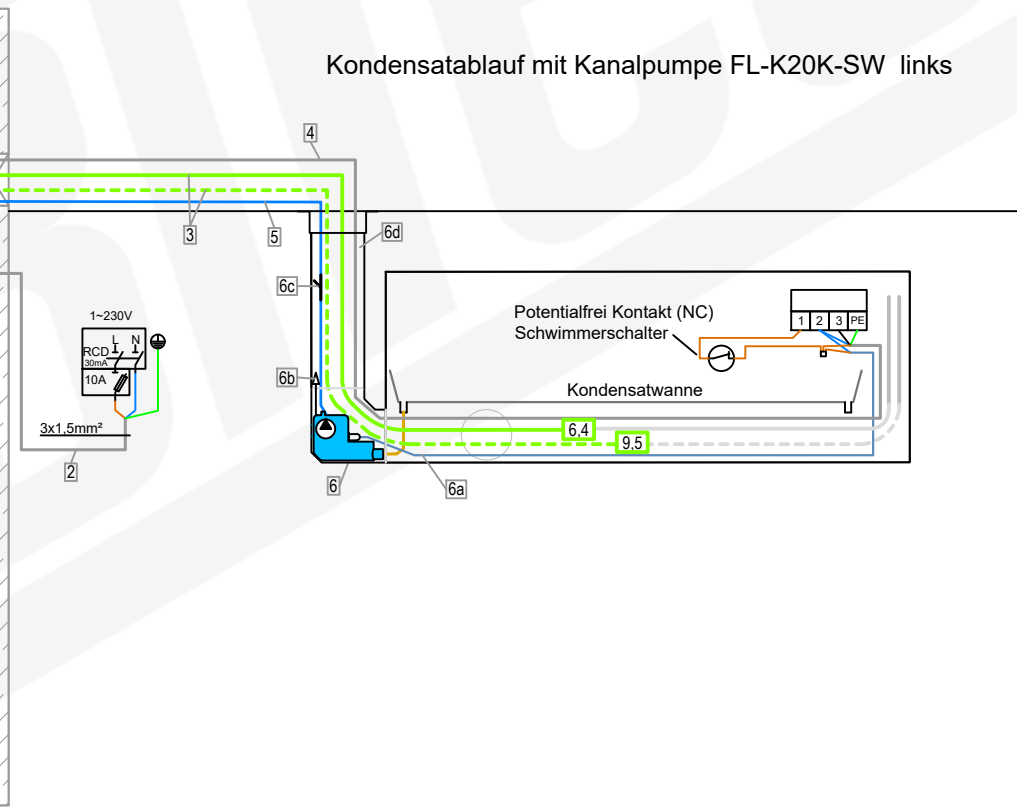 Kondensatablauf mit Kanalpumpe FL-K20K-SW links
4
3
5
6d
6c
1~230V
L N
RCD
30mA
10A
3x1,5mm²
2
6b
Potentialfrei Kontakt (NC)
Schwimmerschalter
1 2 3 PE
Kondensatwanne
6,4
9,5
6
6a